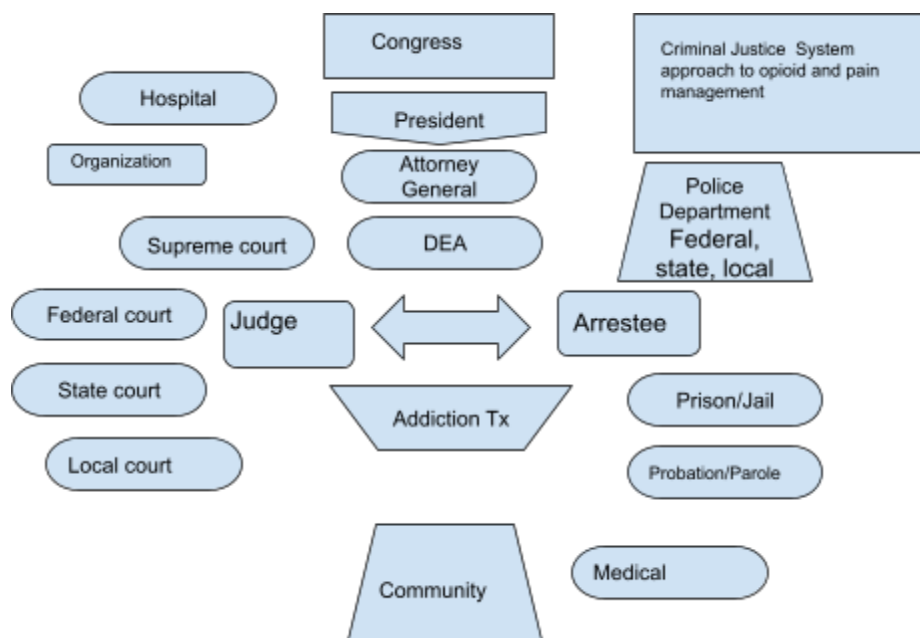 Congress
Criminal Justice System
approach to opioid and pain
management
Hospital
President
Organization
Attorney
General
Police
Department
Federal,
state, local
Supreme court
DEA
Federal court
Judge
Arrestee
State court
Addiction Tx
Prison/Jail
Local court
Probation/Parole
Community
Medical